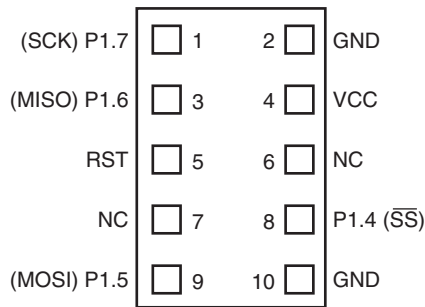 (SCK) P1.7 1 2 GND
(MISO) P1.6 3 4 VCC
RST 5 6 NC
NC 7 8 P1.4 (S̅S̅)
(MOSI) P1.5 9 10 GND